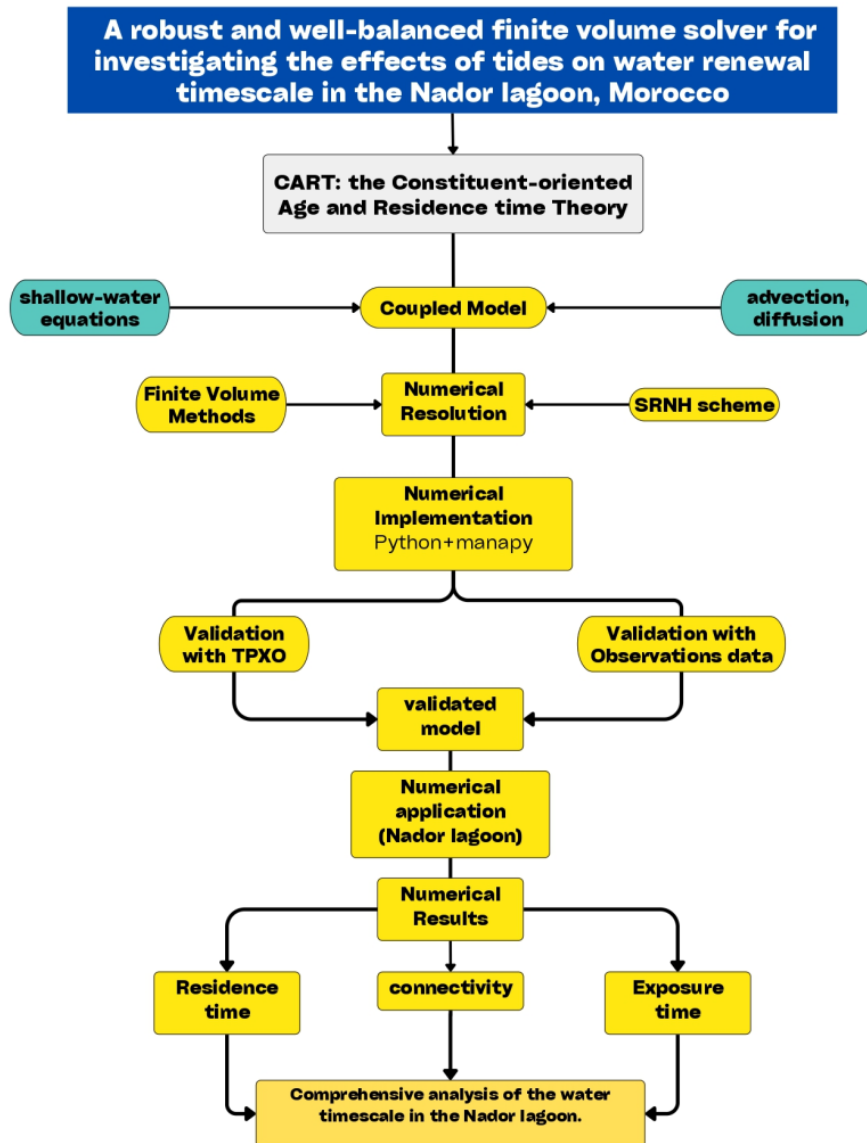 A robust and well-balanced finite volume solver for
investigating the effects of tides on water renewal
timescale in the Nador lagoon, Morocco
CART: the Constituent-oriented
Age and Residence time Theory
shallow-water
equations
Coupled Model
advection,
diffusion
Finite Volume
Methods
Numerical
Resolution
SRNH scheme
Numerical
Implementation
Python+manapy
Validation
with TPXO
Validation with
Observations data
validated
model
Numerical
application
(Nador lagoon)
Numerical
Results
Residence
time
connectivity
Exposure
time
Comprehensive analysis of the water
timescale in the Nador lagoon.